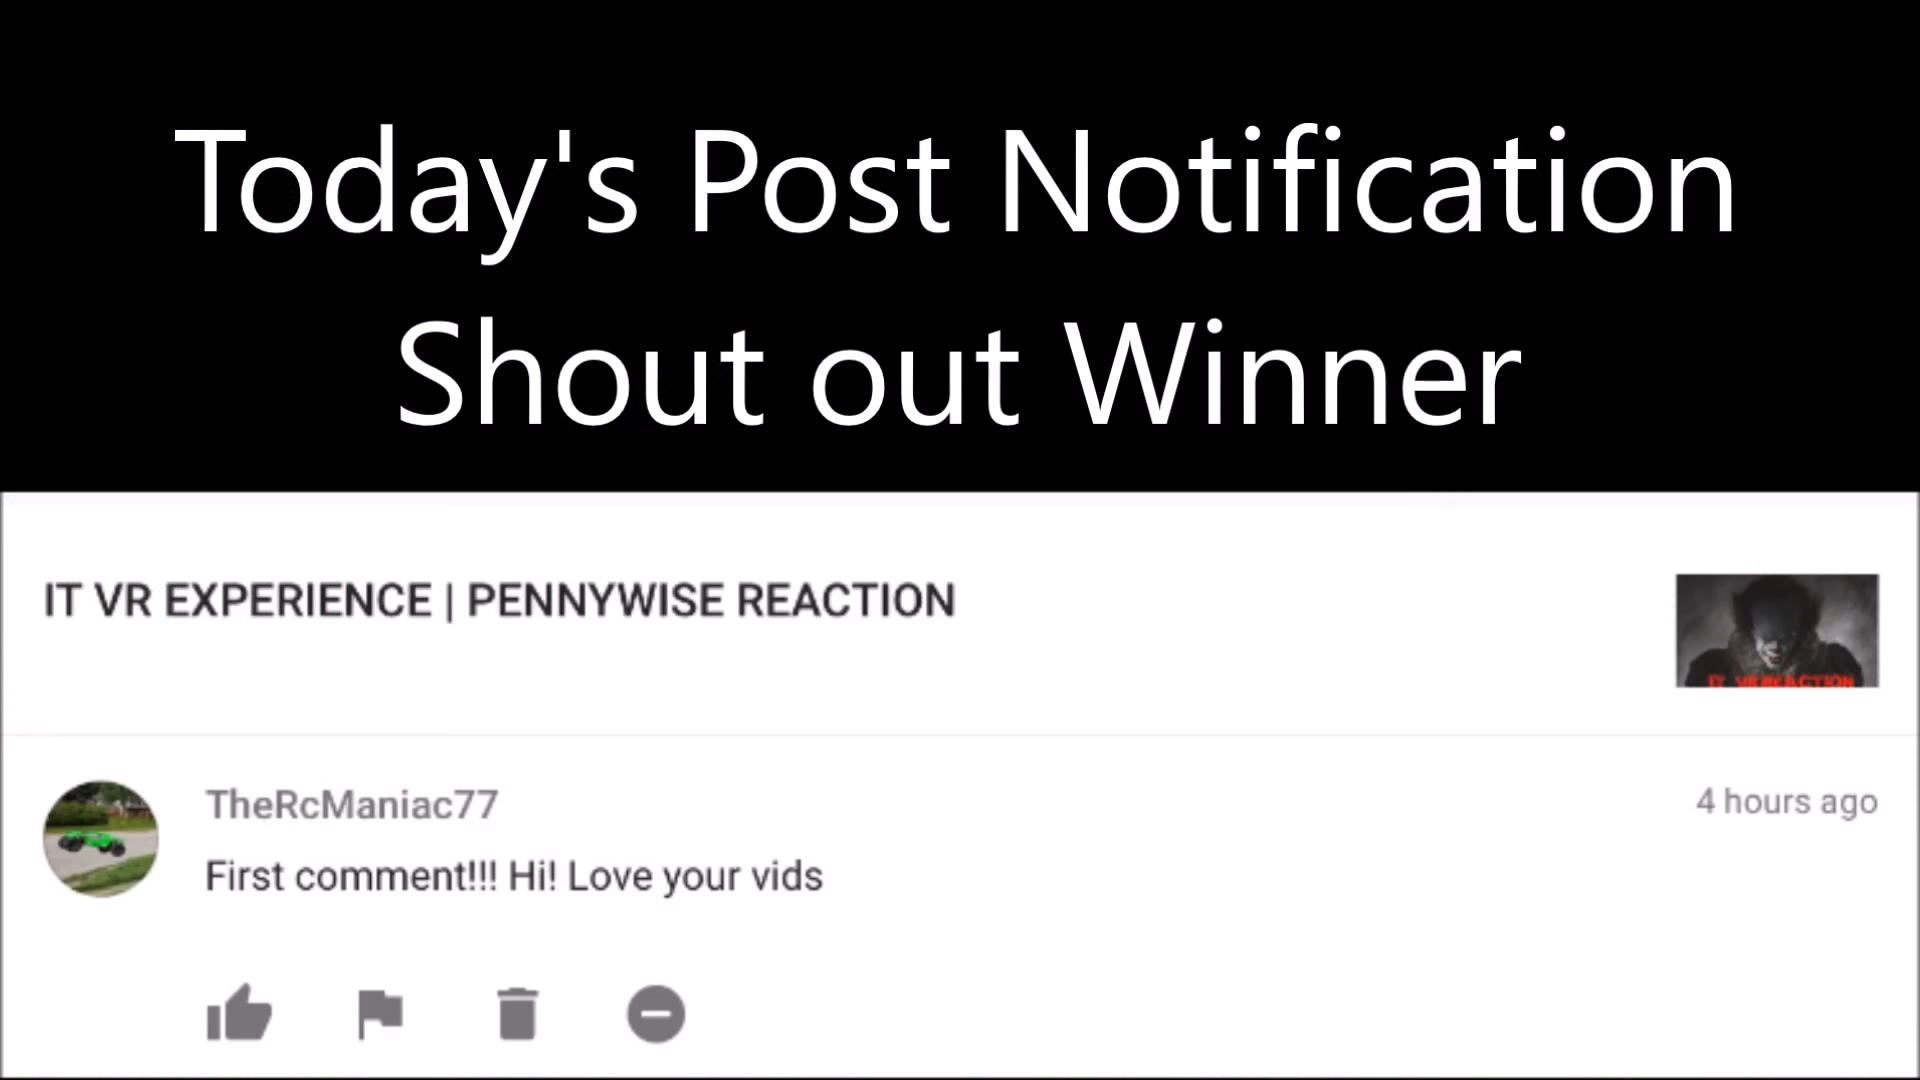 Today's Post Notification
Shout out Winner
IT VR EXPERIENCE | PENNYWISE REACTION
IT VR REACTION
TheRcManiac77
4 hours ago
First comment!!! Hi! Love your vids